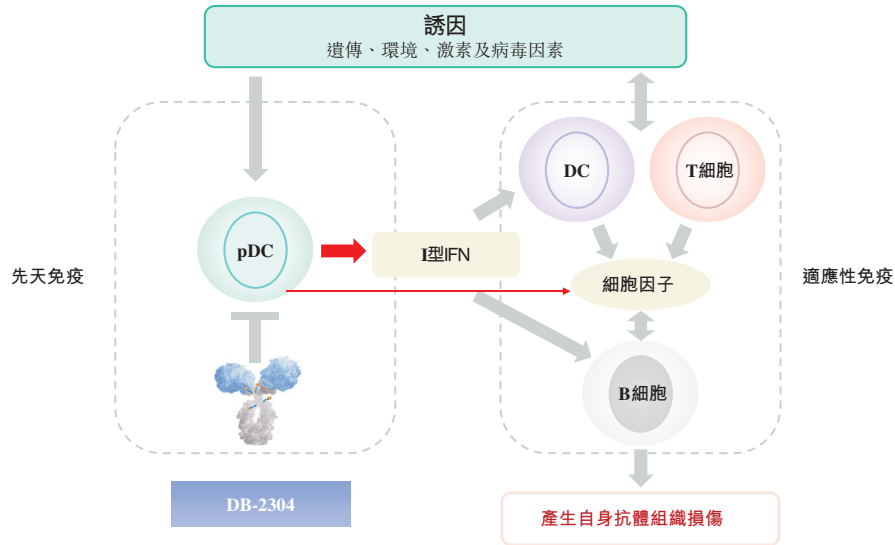 誘因
遺傳、環境、激素及病毒因素
DC
T細胞
pDC
I型IFN
先天免疫
細胞因子
適應性免疫
B細胞
DB-2304
產生自身抗體組織損傷